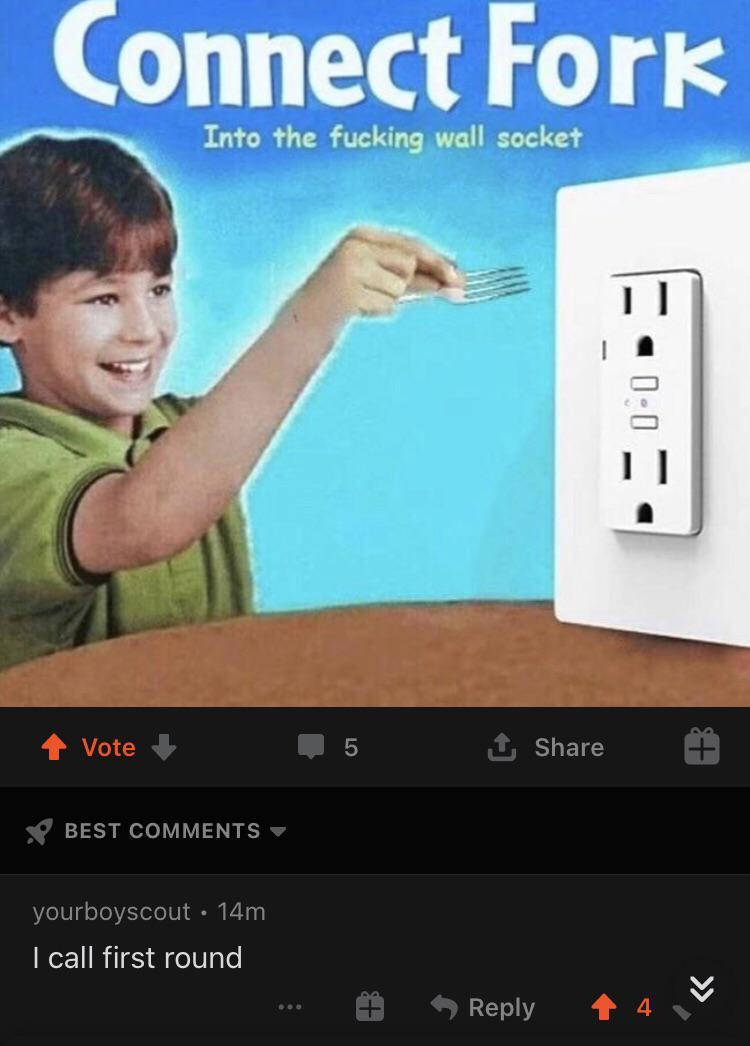 Connect Fork
Into the fucking wall socket
Vote
5
Share
BEST COMMENTS
yourboyscout • 14m
I call first round
... Reply 4